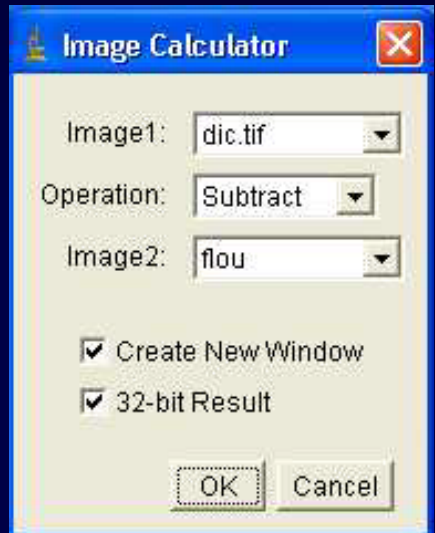 Image Calculator
Image1: dic.tif
Operation: Subtract
Image2: flou
Create New Window
32-bit Result
OK Cancel